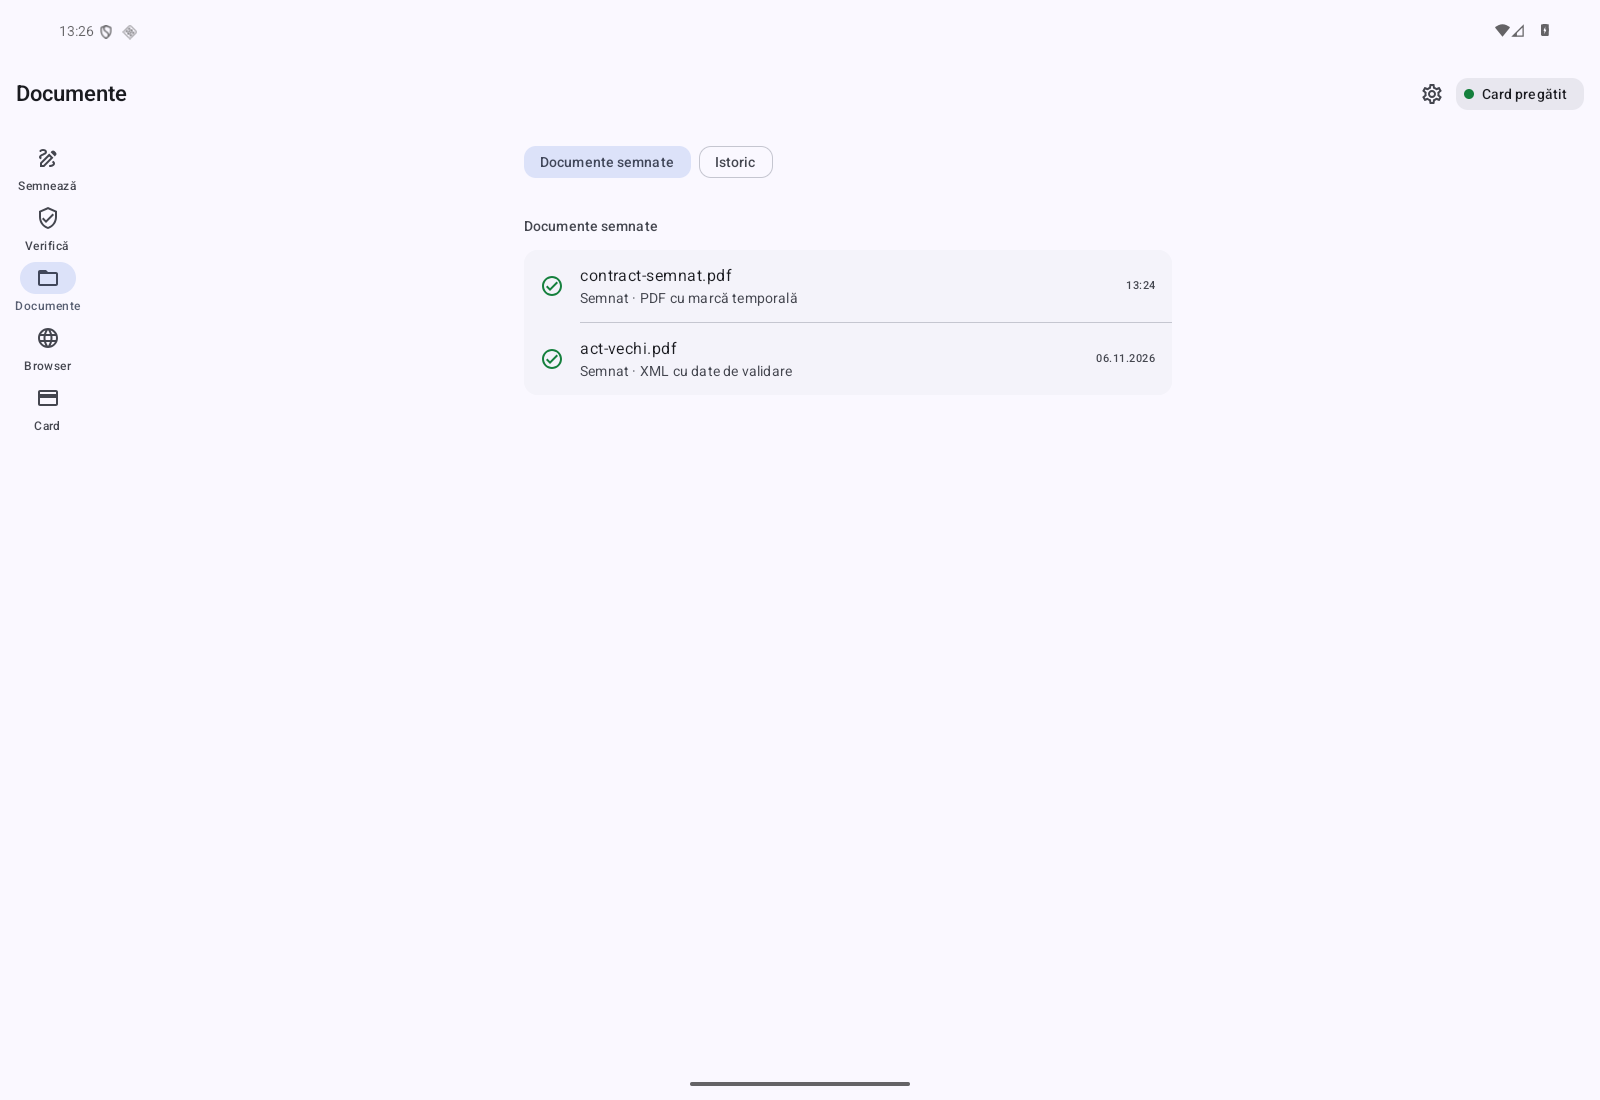 13:26
Documente
Card pregătit
Semnează
Verifică
Documente
Browser
Card
Documente semnate
Istoric
Documente semnate
contract-semnat.pdf
Semnat · PDF cu marcă temporală
13:24
act-vechi.pdf
Semnat · XML cu date de validare
06.11.2026